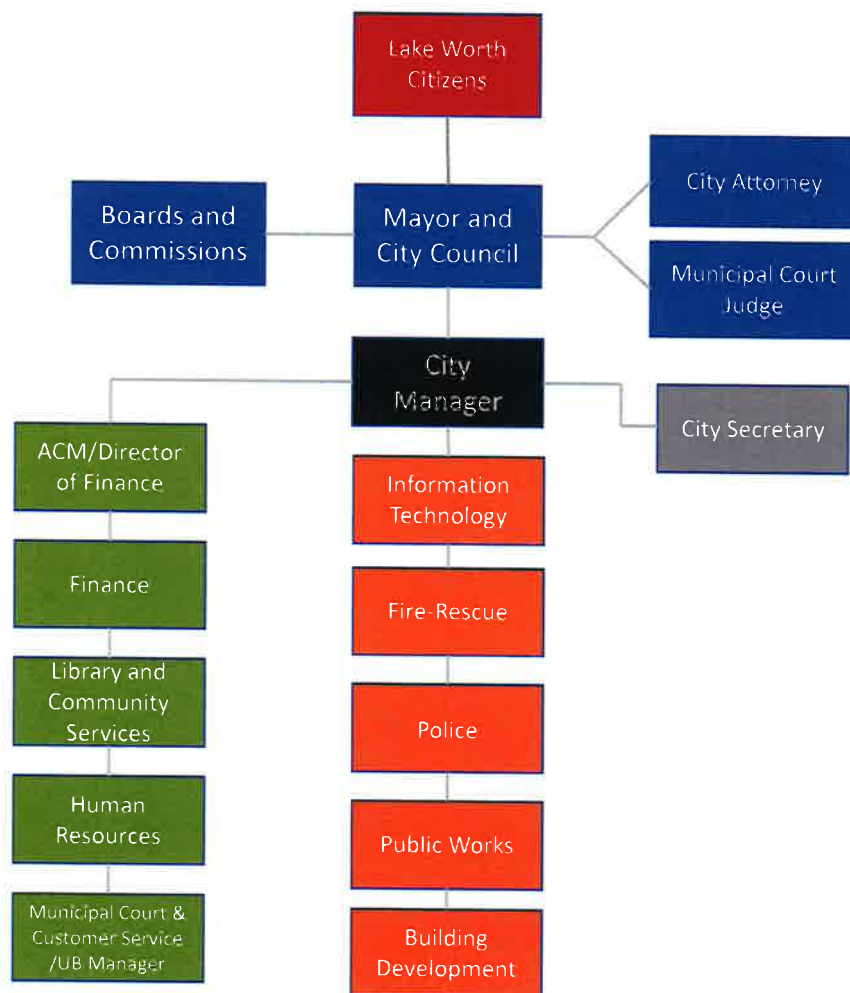 Lake Worth
Citizens
City Attorney
Boards and
Commissions
Mayor and
City Council
Municipal Court
Judge
City
Manager
City Secretary
ACM/Director
of Finance
Information
Technology
Finance
Fire-Rescue
Library and
Community
Services
Police
Human
Resources
Public Works
Municipal Court &
Customer Service
/UB Manager
Building
Development